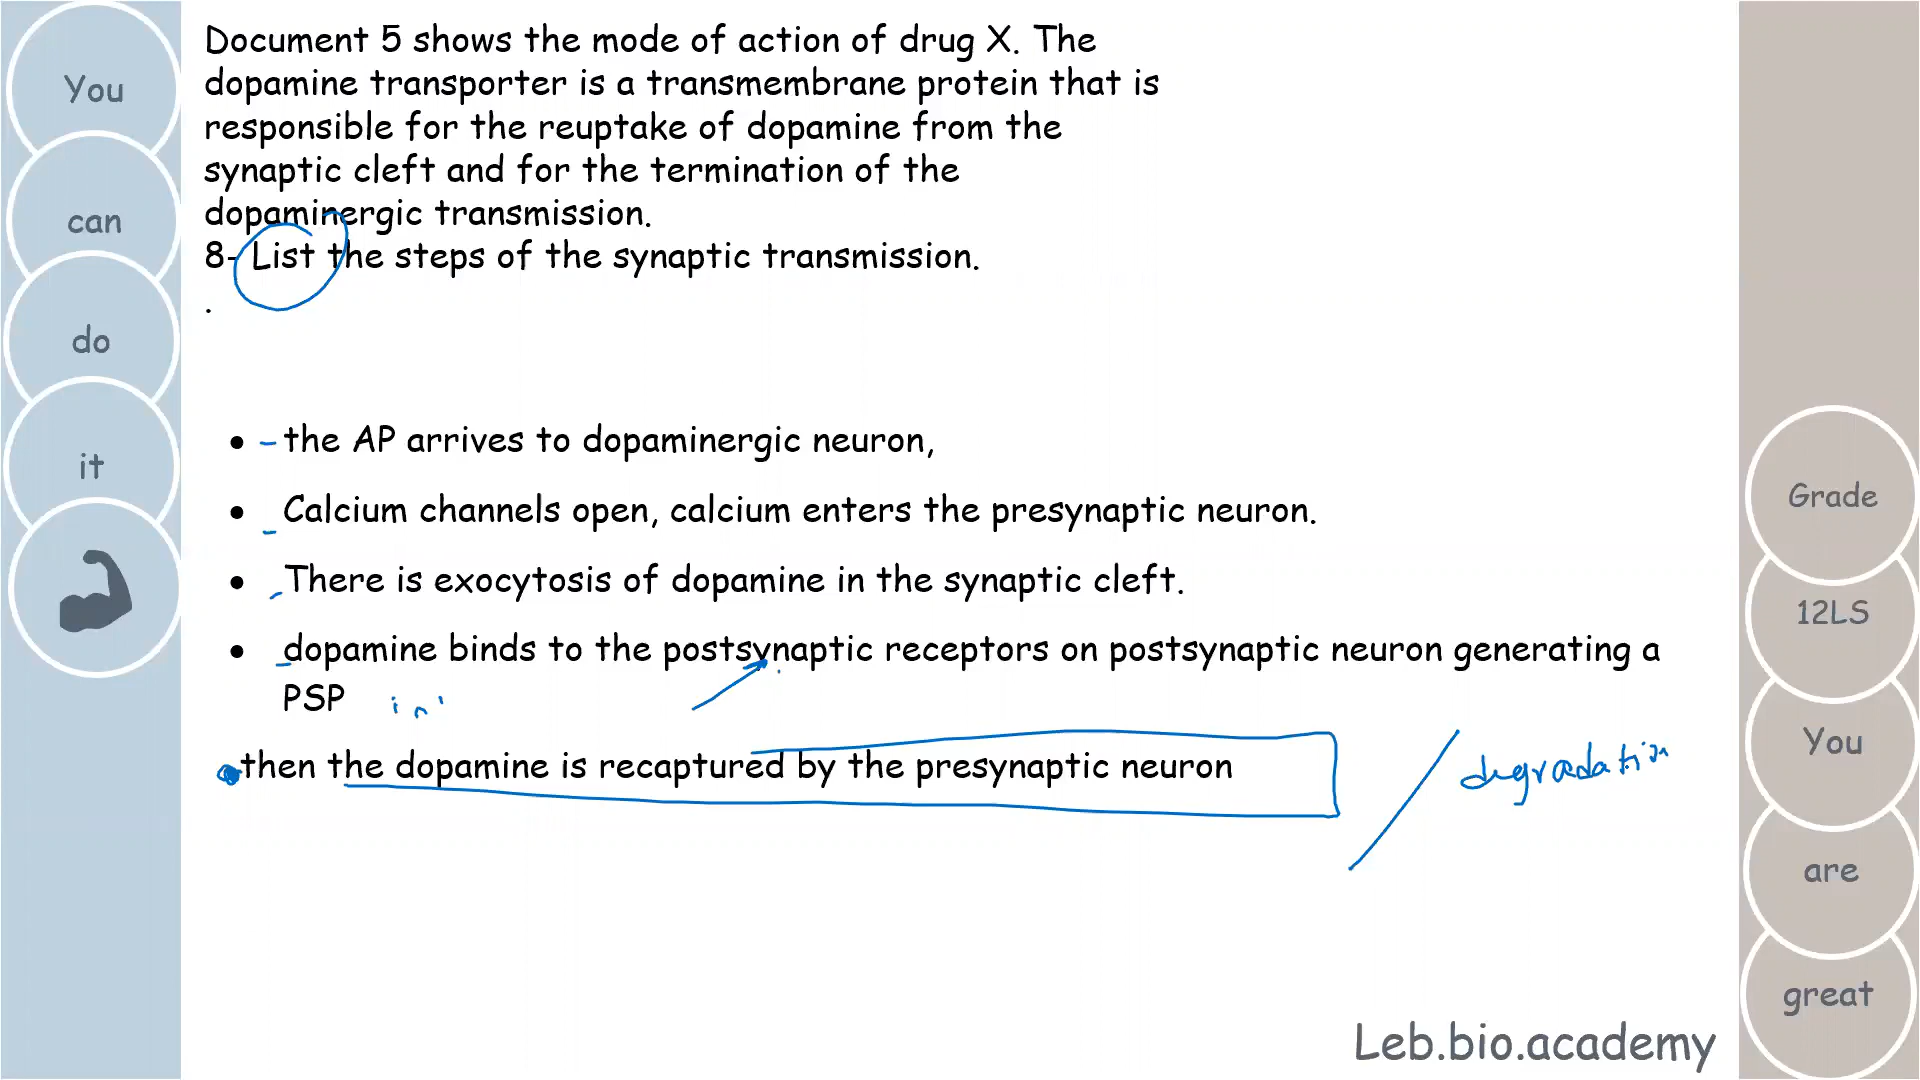 You
can
do
it
Document 5 shows the mode of action of drug X. The
dopamine transporter is a transmembrane protein that is
responsible for the reuptake of dopamine from the
synaptic cleft and for the termination of the
dopaminergic transmission.
8- List the steps of the synaptic transmission.
.
• -the AP arrives to dopaminergic neuron,
• - Calcium channels open, calcium enters the presynaptic neuron.
• - There is exocytosis of dopamine in the synaptic cleft.
• - dopamine binds to the postsynaptic receptors on postsynaptic neuron generating a
PSP
•then the dopamine is recaptured by the presynaptic neuron / degradation
Grade
12LS
You
are
great
Leb.bio.academy